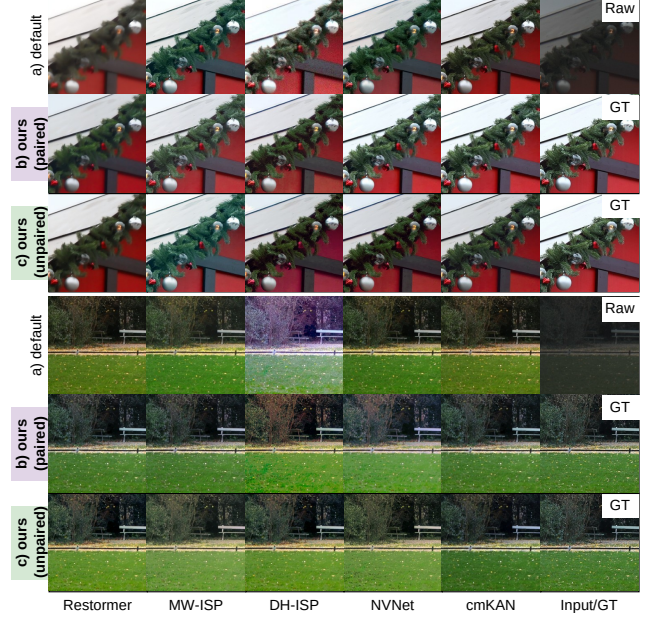 Raw
a) default
GT
b) ours
(paired)
GT
c) ours
(unpaired)
Raw
a) default
GT
b) ours
(paired)
GT
c) ours
(unpaired)
Restormer MW-ISP DH-ISP NVNet cmKAN Input/GT